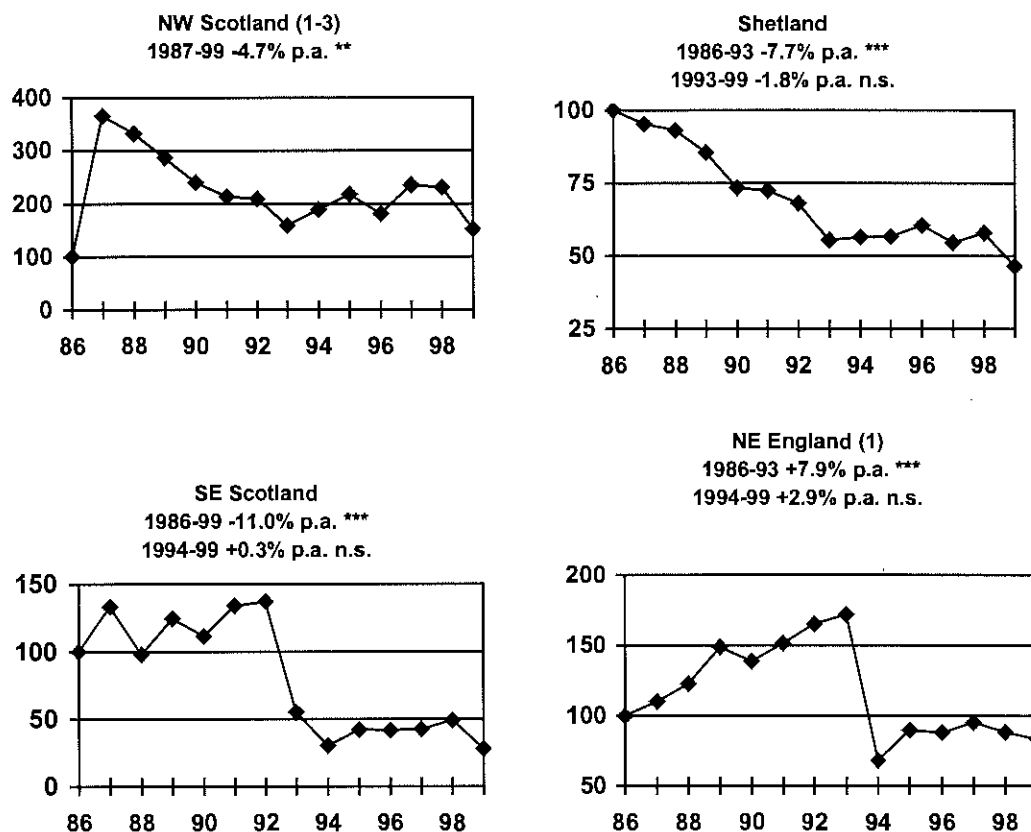 NW Scotland (1-3)
1987-99 -4.7% p.a. **
400
300
200
100
0
86 88 90 92 94 96 98
Shetland
1986-93 -7.7% p.a. ***
1993-99 -1.8% p.a. n.s.
100
75
50
25
86 88 90 92 94 96 98
SE Scotland
1986-99 -11.0% p.a. ***
1994-99 +0.3% p.a. n.s.
150
100
50
0
86 88 90 92 94 96 98
NE England (1)
1986-93 +7.9% p.a. ***
1994-99 +2.9% p.a. n.s.
200
150
100
50
86 88 90 92 94 96 98